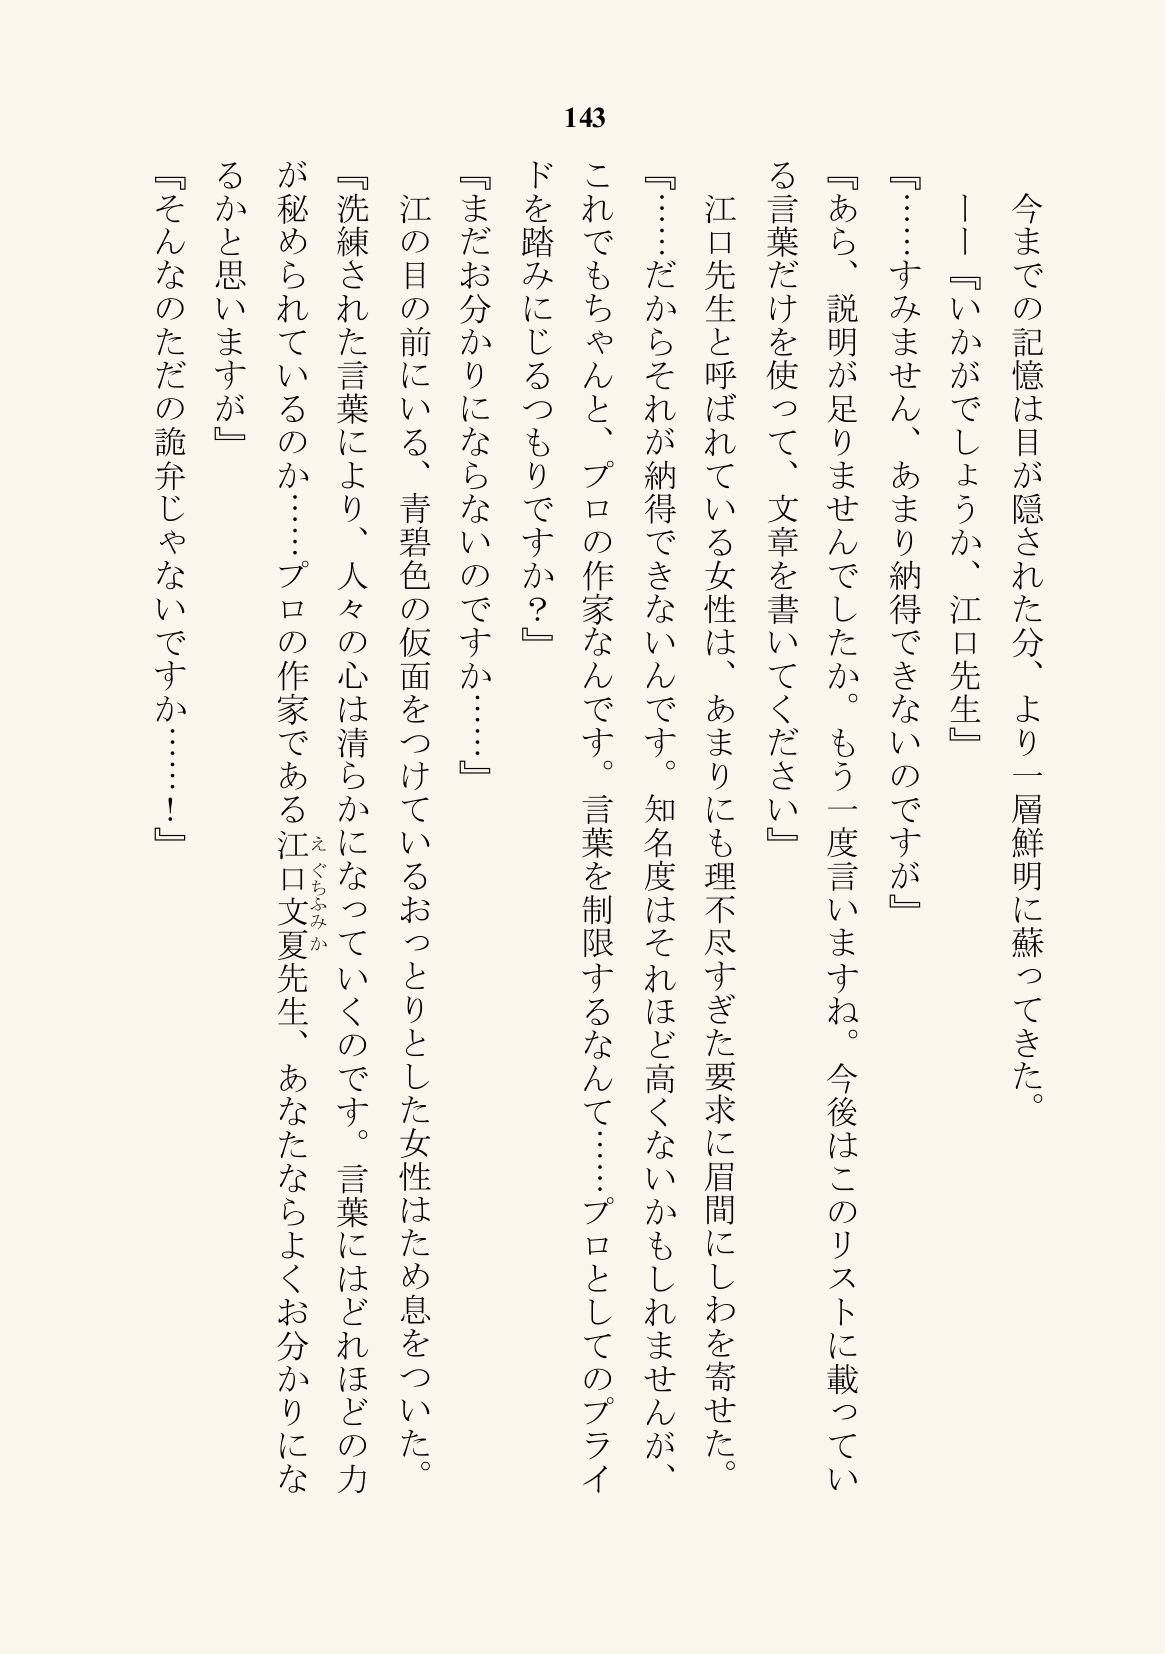 143
今までの記憶は目が隠された分、より一層鮮明に蘇ってきた。
ーー『いかがでしょうか、江口先生』
『……すみません、あまり納得できないのですが』
『あら、説明が足りませんでしたか。もう一度言いますね。今後はこのリストに載ってい
る言葉だけを使って、文章を書いてください』
江口先生と呼ばれている女性は、あまりにも理不尽すぎた要求に眉間にしわを寄せた。
『……だからそれが納得できないんです。知名度はそれほど高くないかもしれませんが、
これでもちゃんと、プロの作家なんです。言葉を制限するなんて……プロとしてのプライ
ドを踏みにじるつもりですか？』
『まだお分かりにならないのですか……』
江の目の前にいる、青碧色の仮面をつけているおっとりとした女性はため息をついた。
『洗練された言葉により、人々の心は清らかになっていくのです。言葉にはどれほどの力
が秘められているのか……プロの作家である江口文夏先生、あなたならよくお分かりにな
えぐちふみか
るかと思いますが』
『そんなのただの詭弁じゃないですか……！』